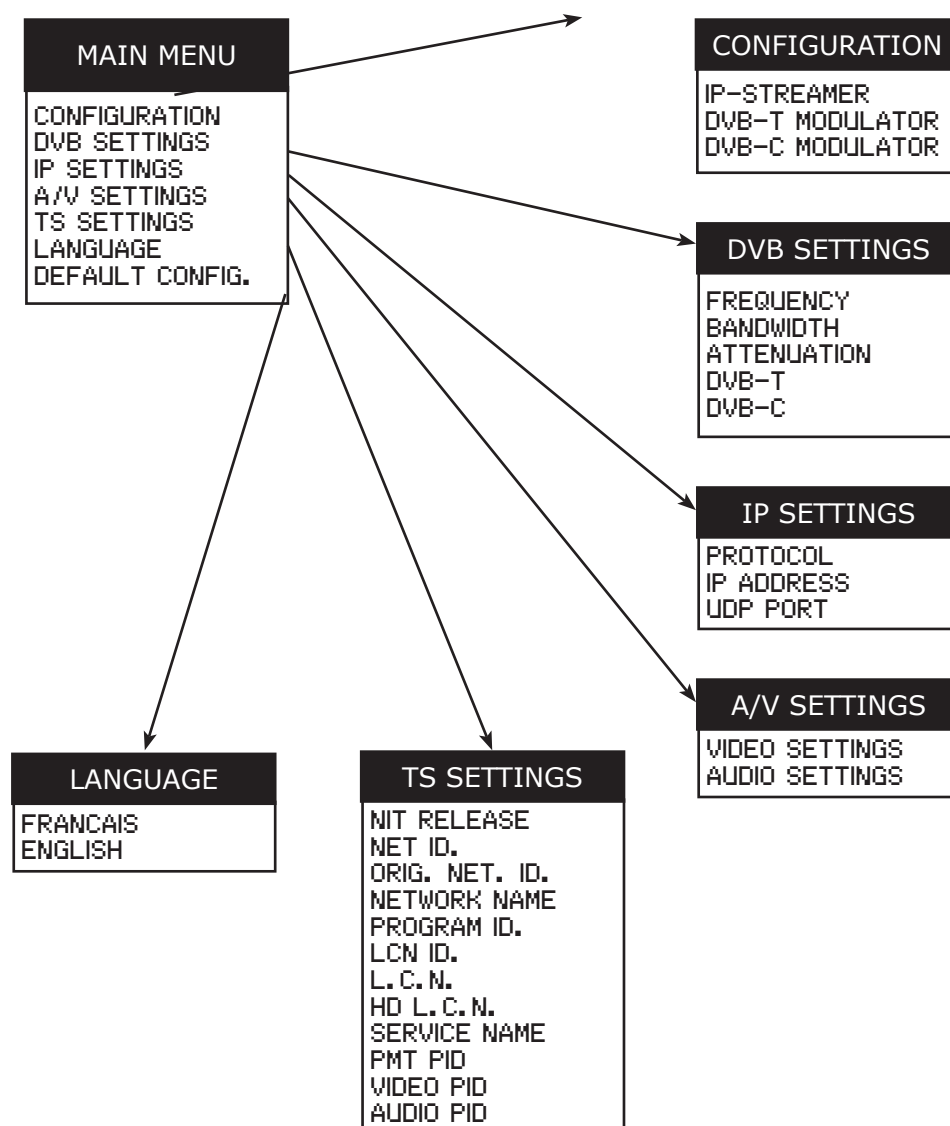 MAIN MENU
CONFIGURATION
DVB SETTINGS
IP SETTINGS
A/V SETTINGS
TS SETTINGS
LANGUAGE
DEFAULT CONFIG.
CONFIGURATION
IP-STREAMER
DVB-T MODULATOR
DVB-C MODULATOR
DVB SETTINGS
FREQUENCY
BANDWIDTH
ATTENUATION
DVB-T
DVB-C
IP SETTINGS
PROTOCOL
IP ADDRESS
UDP PORT
A/V SETTINGS
VIDEO SETTINGS
AUDIO SETTINGS
LANGUAGE
FRANCAIS
ENGLISH
TS SETTINGS
NIT RELEASE
NET ID.
ORIG. NET. ID.
NETWORK NAME
PROGRAM ID.
LCN ID.
L.C.N.
HD L.C.N.
SERVICE NAME
PMT PID
VIDEO PID
AUDIO PID